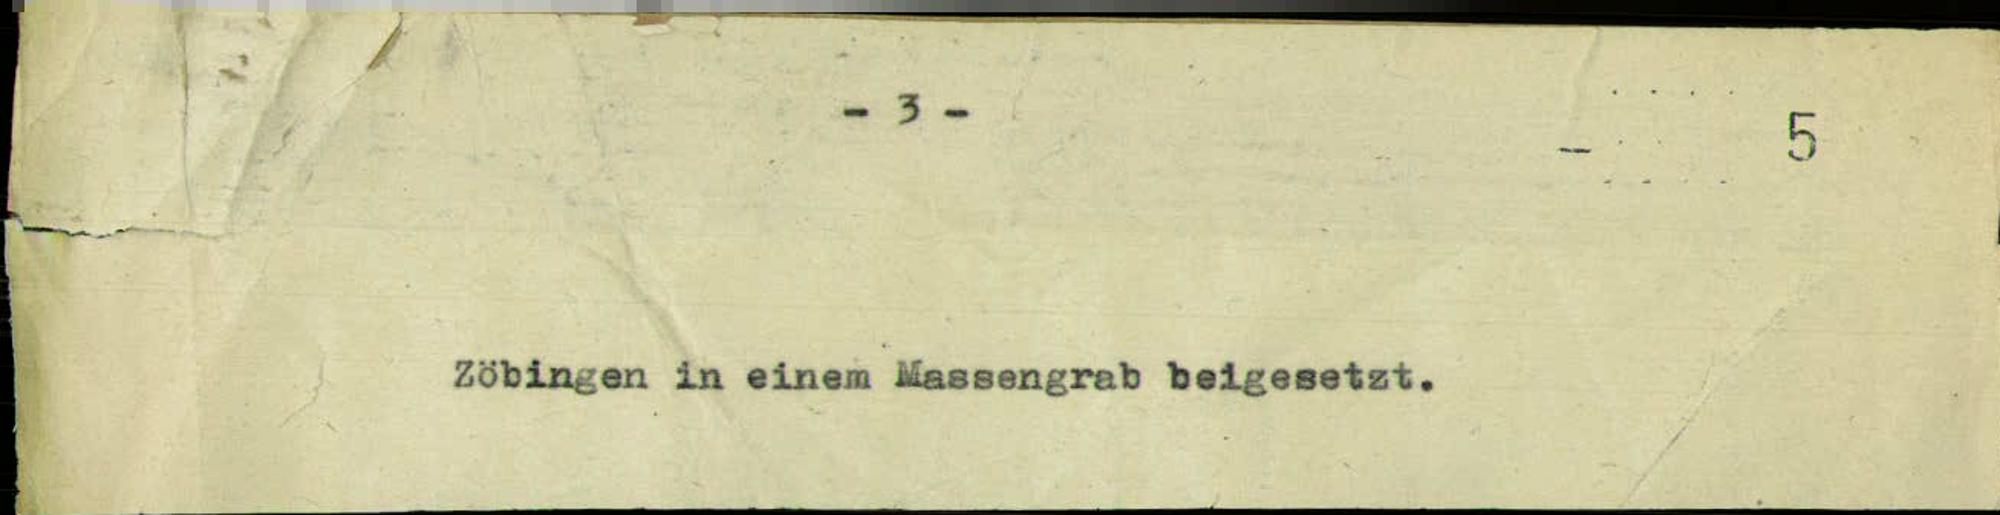 - 3 -
5
Zöbingen in einem Massengrab beigesetzt.